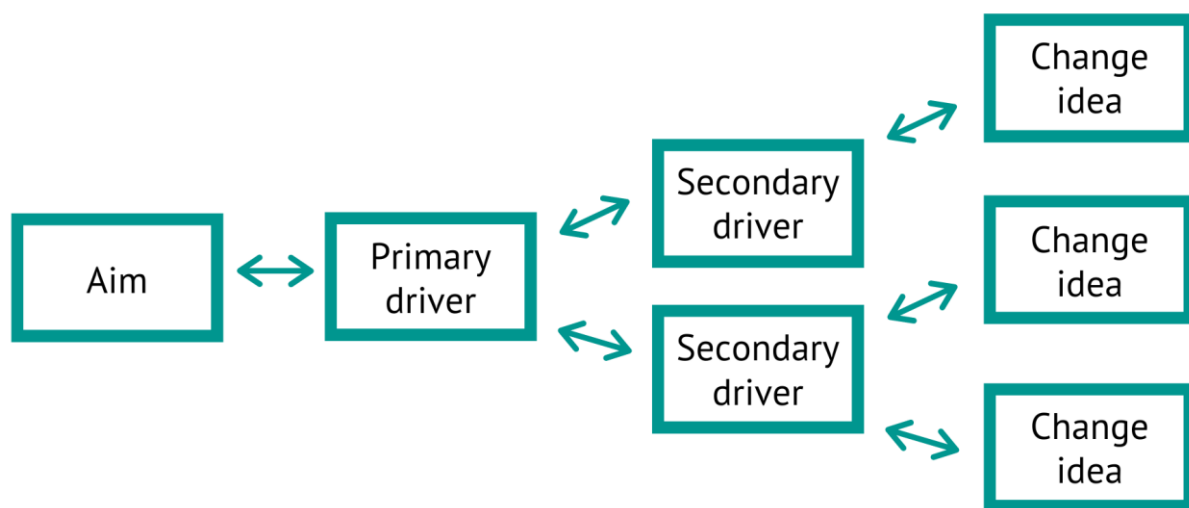 Aim
Primary
driver
Secondary
driver
Secondary
driver
Change
idea
Change
idea
Change
idea